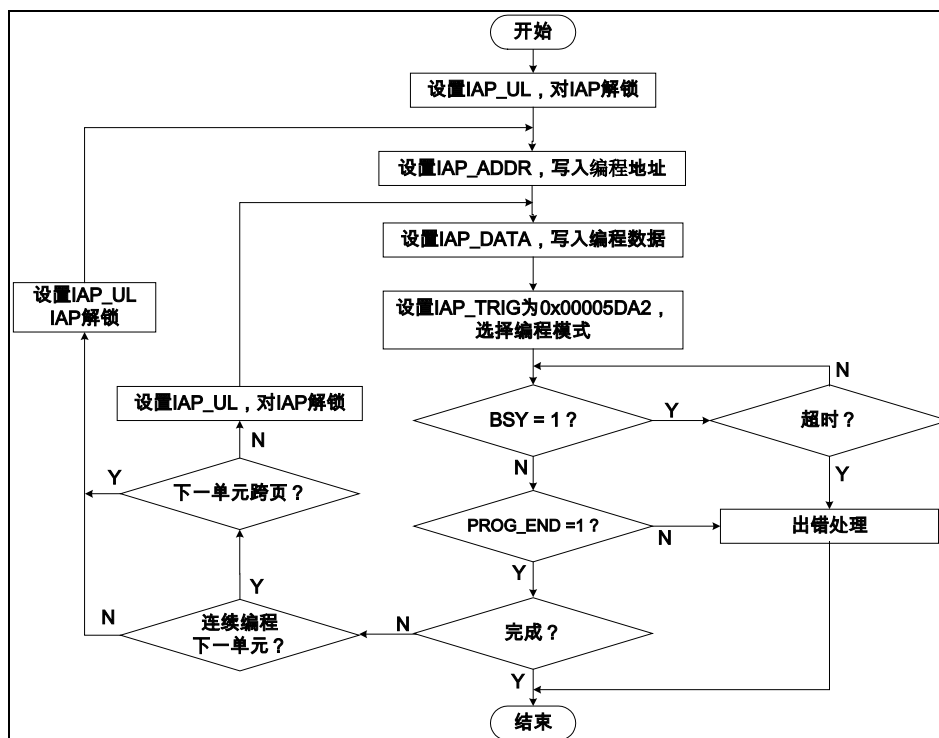 开始
设置IAP_UL，对IAP解锁
设置IAP_ADDR，写入编程地址
设置IAP_DATA，写入编程数据
设置IAP_UL
IAP解锁
设置IAP_TRIG为0x00005DA2，
选择编程模式
N
设置IAP_UL，对IAP解锁
BSY = 1？
Y
超时？
N
Y
N
Y
下一单元跨页？
PROG_END =1？
N
出错处理
Y
Y
N
连续编程
下一单元？
N
完成？
Y
结束